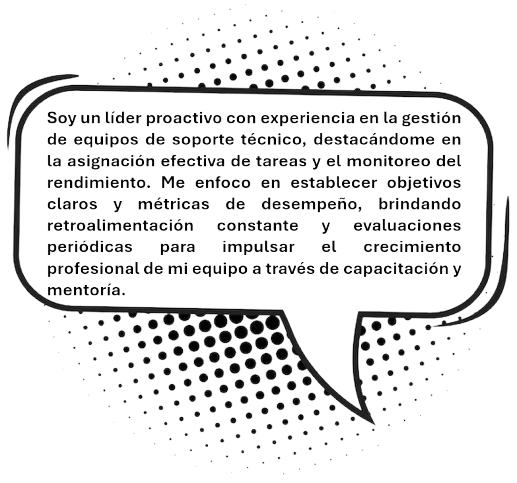 Soy un líder proactivo con experiencia en la gestión
de equipos de soporte técnico, destacándome en
la asignación efectiva de tareas y el monitoreo del
rendimiento. Me enfoco en establecer objetivos
claros y métricas de desempeño, brindando
retroalimentación constante y evaluaciones
periódicas para impulsar el crecimiento
profesional de mi equipo a través de capacitación y
mentoría.